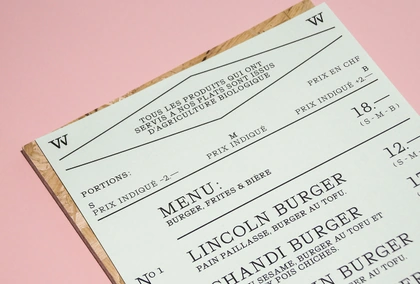 W
W
TOUS LES PRODUITS QUI ONT
SERVIS À NOS PLATS SONT ISSUS
D'AGRICULTURE BIOLOGIQUE
PRIX EN CHF
PORTIONS:
S
M
B
PRIX INDIQUÉ -2.—
PRIX INDIQUÉ
PRIX INDIQUÉ +2.—
MENU:
18.-
BURGER, FRITES & BIÈRE
(S - M - B)
Nº1
LINCOLN BURGER
12.-
PAIN PAILLASSE, BURGER AU TOFU.
(S - M
GHANDI BURGER
SÉSAME, BURGER AU TOFU ET
POIS CHICHES.
BURGER